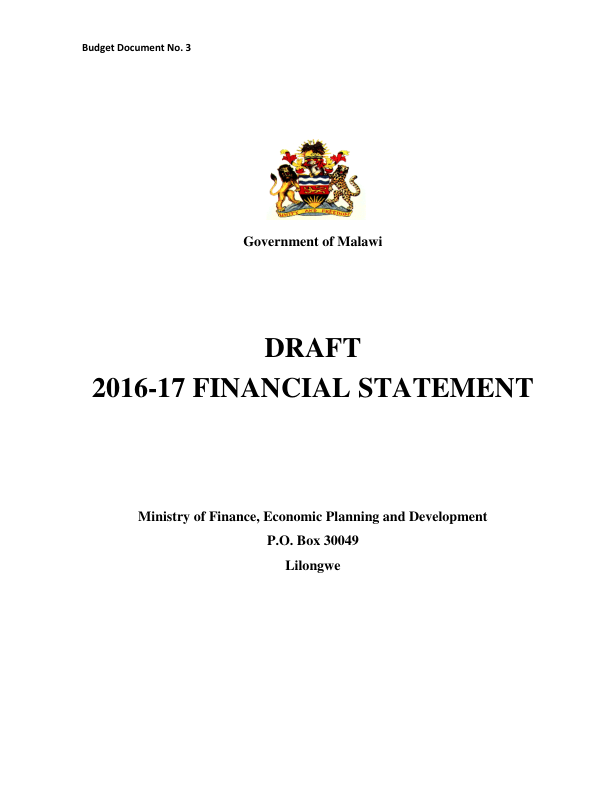 Budget Document No. 3
UNITY AND FREEDOM
Government of Malawi
DRAFT
2016-17 FINANCIAL STATEMENT
Ministry of Finance, Economic Planning and Development
P.O. Box 30049
Lilongwe